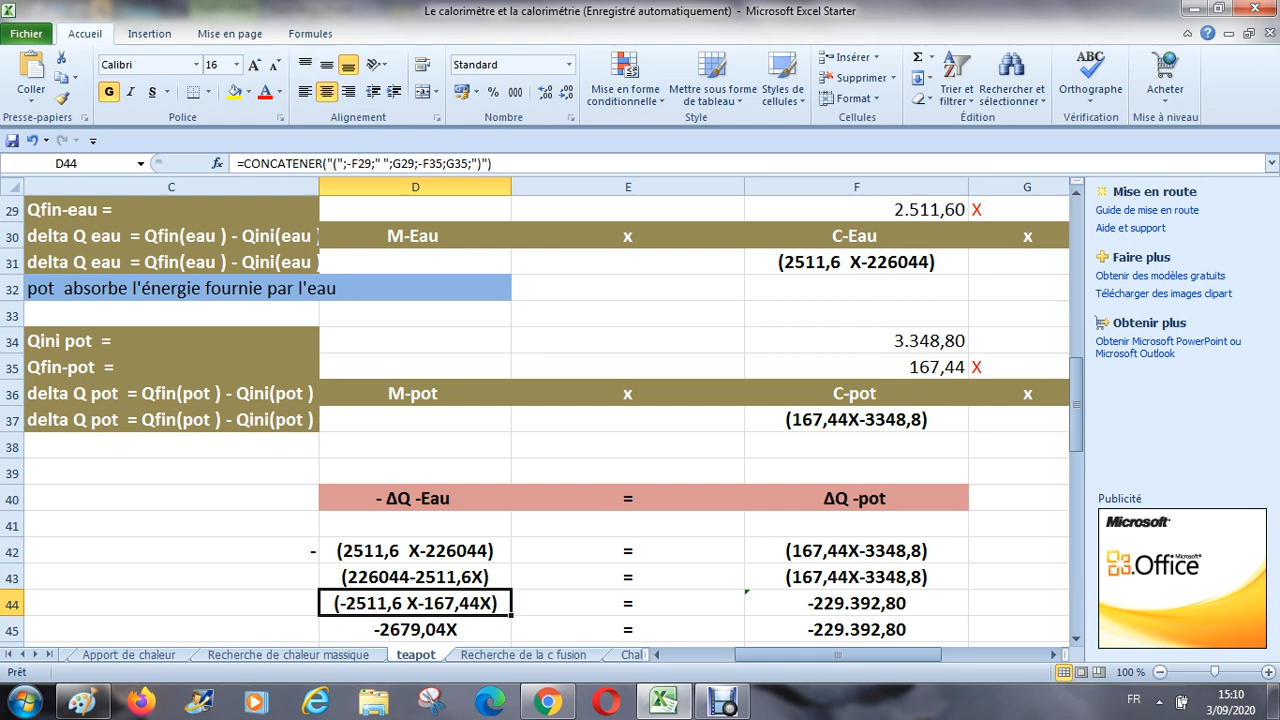 Le calorimètre et la calorimétrie (Enregistré automatiquement) - Microsoft Excel Starter
Fichier Accueil Insertion Mise en page Formules
Coller
Presse-papiers
Calibri 16
G I S
Police
Alignement
Standard
% 000
Nombre
Mise en forme conditionnelle
Mettre sous forme de tableau
Styles de cellules
Style
Insérer
Supprimer
Format
Cellules
Σ
Trier et filtrer
Rechercher et sélectionner
Édition
ABC
Orthographe
Vérification
Acheter
Mise à niveau
D44 fx =CONCATENER("(";-F29;" ";G29;-F35;G35;")")
C D E F G
29 Qfin-eau = 2.511,60 X
30 delta Q eau = Qfin(eau ) - Qini(eau ) M-Eau x C-Eau x
31 delta Q eau = Qfin(eau ) - Qini(eau ) (2511,6 X-226044)
32 pot absorbe l'énergie fournie par l'eau
33
34 Qini pot = 3.348,80
35 Qfin-pot = 167,44 X
36 delta Q pot = Qfin(pot ) - Qini(pot ) M-pot x C-pot x
37 delta Q pot = Qfin(pot ) - Qini(pot ) (167,44X-3348,8)
38
39
40 - ΔQ -Eau = ΔQ -pot
41
42 - (2511,6 X-226044) = (167,44X-3348,8)
43 (226044-2511,6X) = (167,44X-3348,8)
44 (-2511,6 X-167,44X) = -229.392,80
45 -2679,04X = -229.392,80
Mise en route
Guide de mise en route
Aide et support
Faire plus
Obtenir des modèles gratuits
Télécharger des images clipart
Obtenir plus
Obtenir Microsoft PowerPoint ou
Microsoft Outlook
Publicité
Microsoft
Microsoft
Office
Apport de chaleur Recherche de chaleur massique teapot Recherche de la c fusion Chal
Prêt 100 %
FR 15:10
3/09/2020